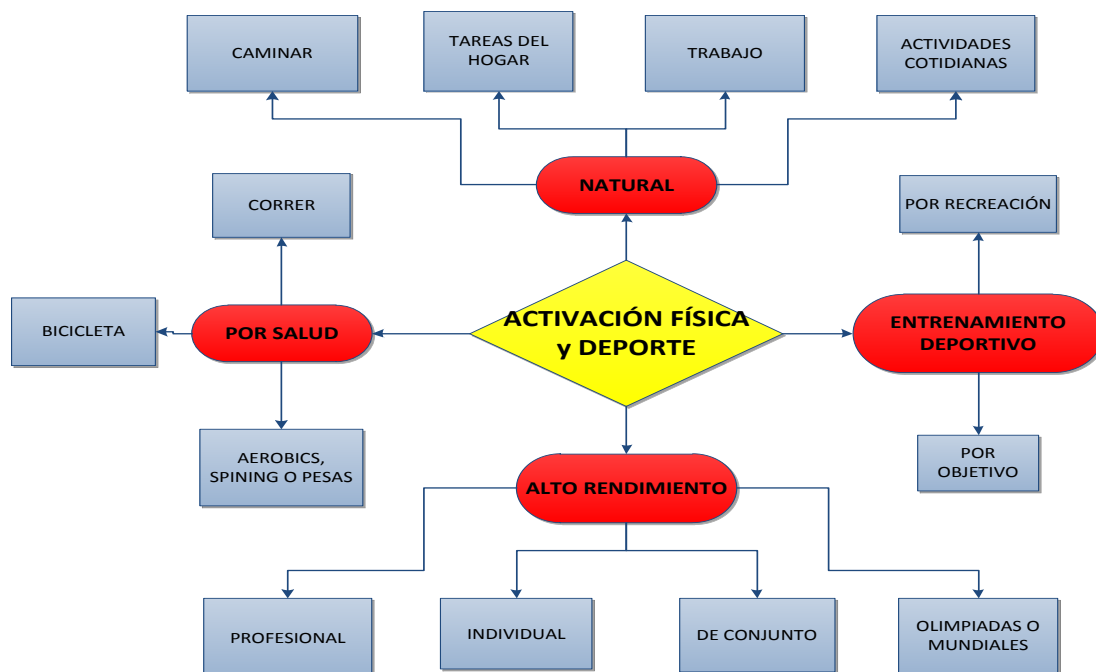 CAMINAR
TAREAS DEL
HOGAR
TRABAJO
ACTIVIDADES
COTIDIANAS
NATURAL
CORRER
POR RECREACIÓN
BICICLETA
POR SALUD
ACTIVACIÓN FÍSICA
y DEPORTE
ENTRENAMIENTO
DEPORTIVO
AEROBICS,
SPINING O PESAS
POR
OBJETIVO
ALTO RENDIMIENTO
PROFESIONAL
INDIVIDUAL
DE CONJUNTO
OLIMPIADAS O
MUNDIALES